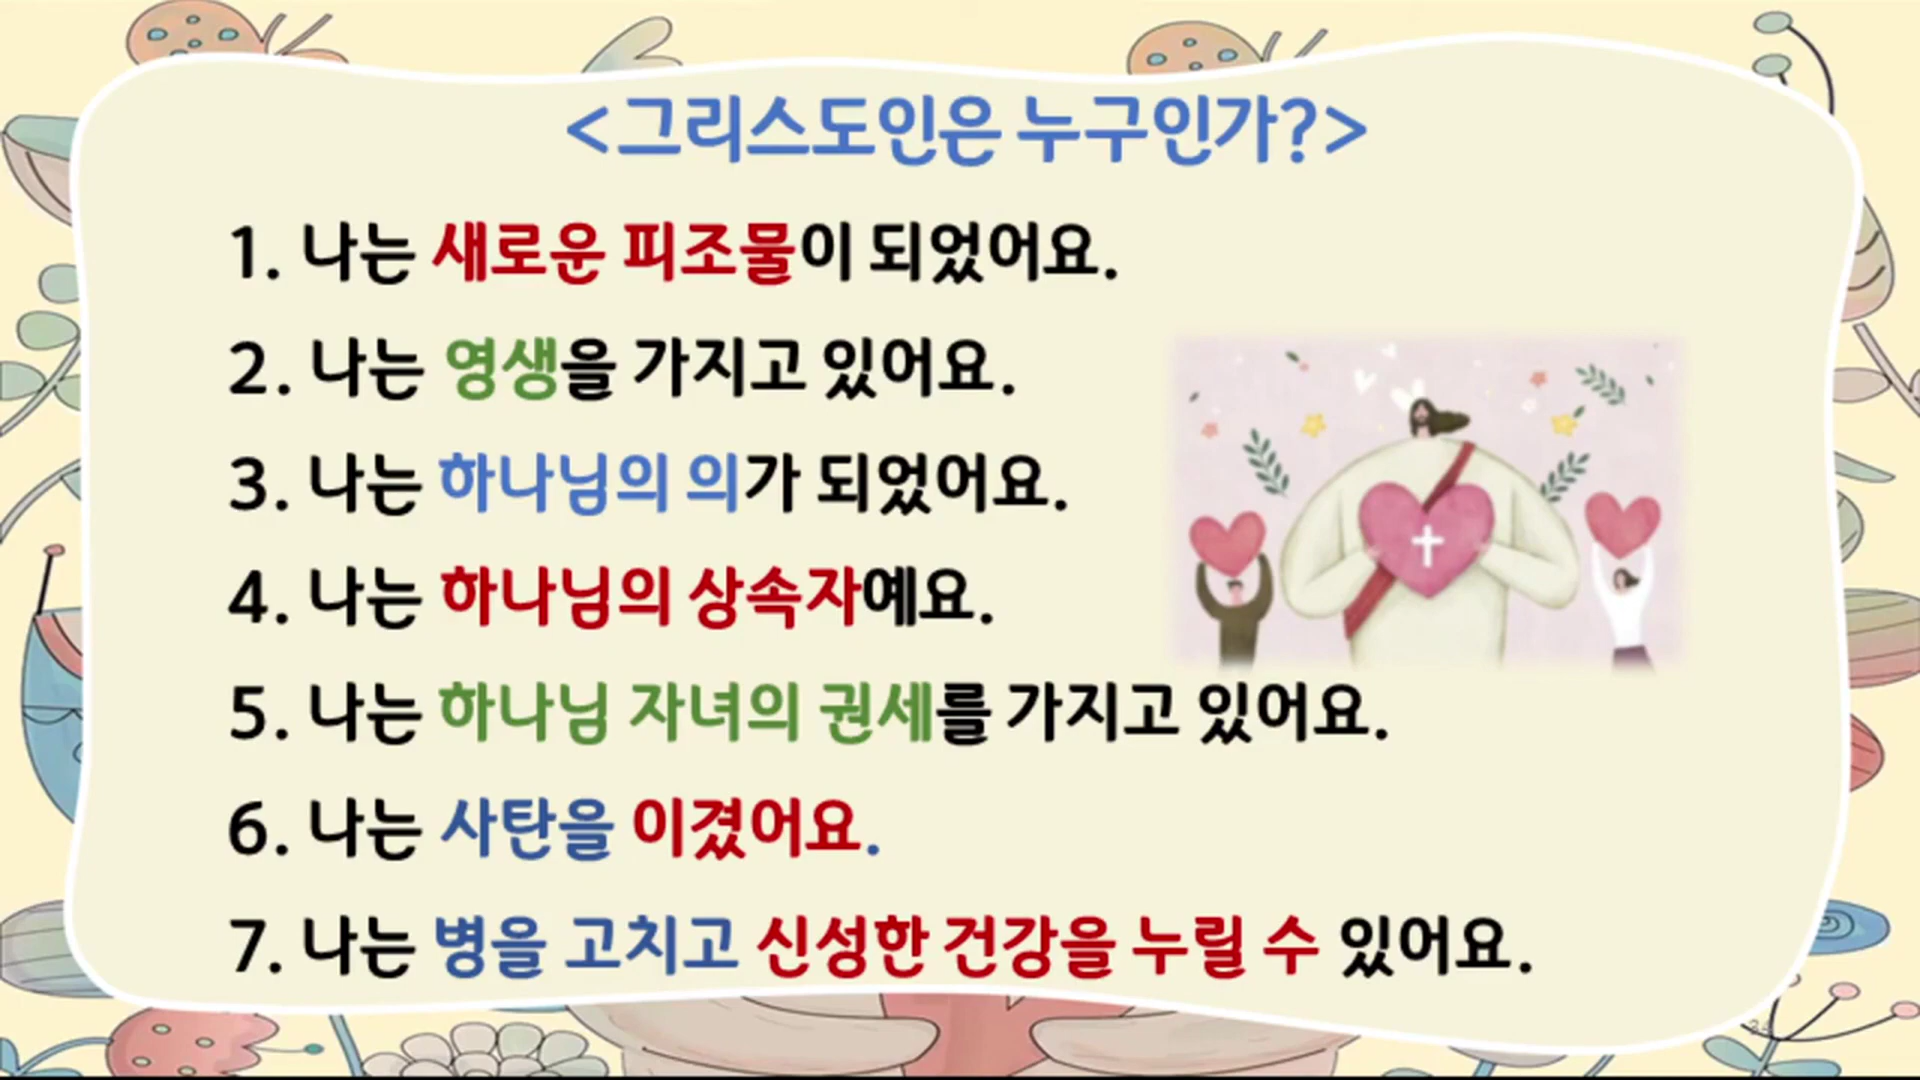 <그리스도인은 누구인가?>
1. 나는 새로운 피조물이 되었어요.
2. 나는 영생을 가지고 있어요.
3. 나는 하나님의 의가 되었어요.
4. 나는 하나님의 상속자예요.
5. 나는 하나님 자녀의 권세를 가지고 있어요.
6. 나는 사탄을 이겼어요.
7. 나는 병을 고치고 신성한 건강을 누릴 수 있어요.